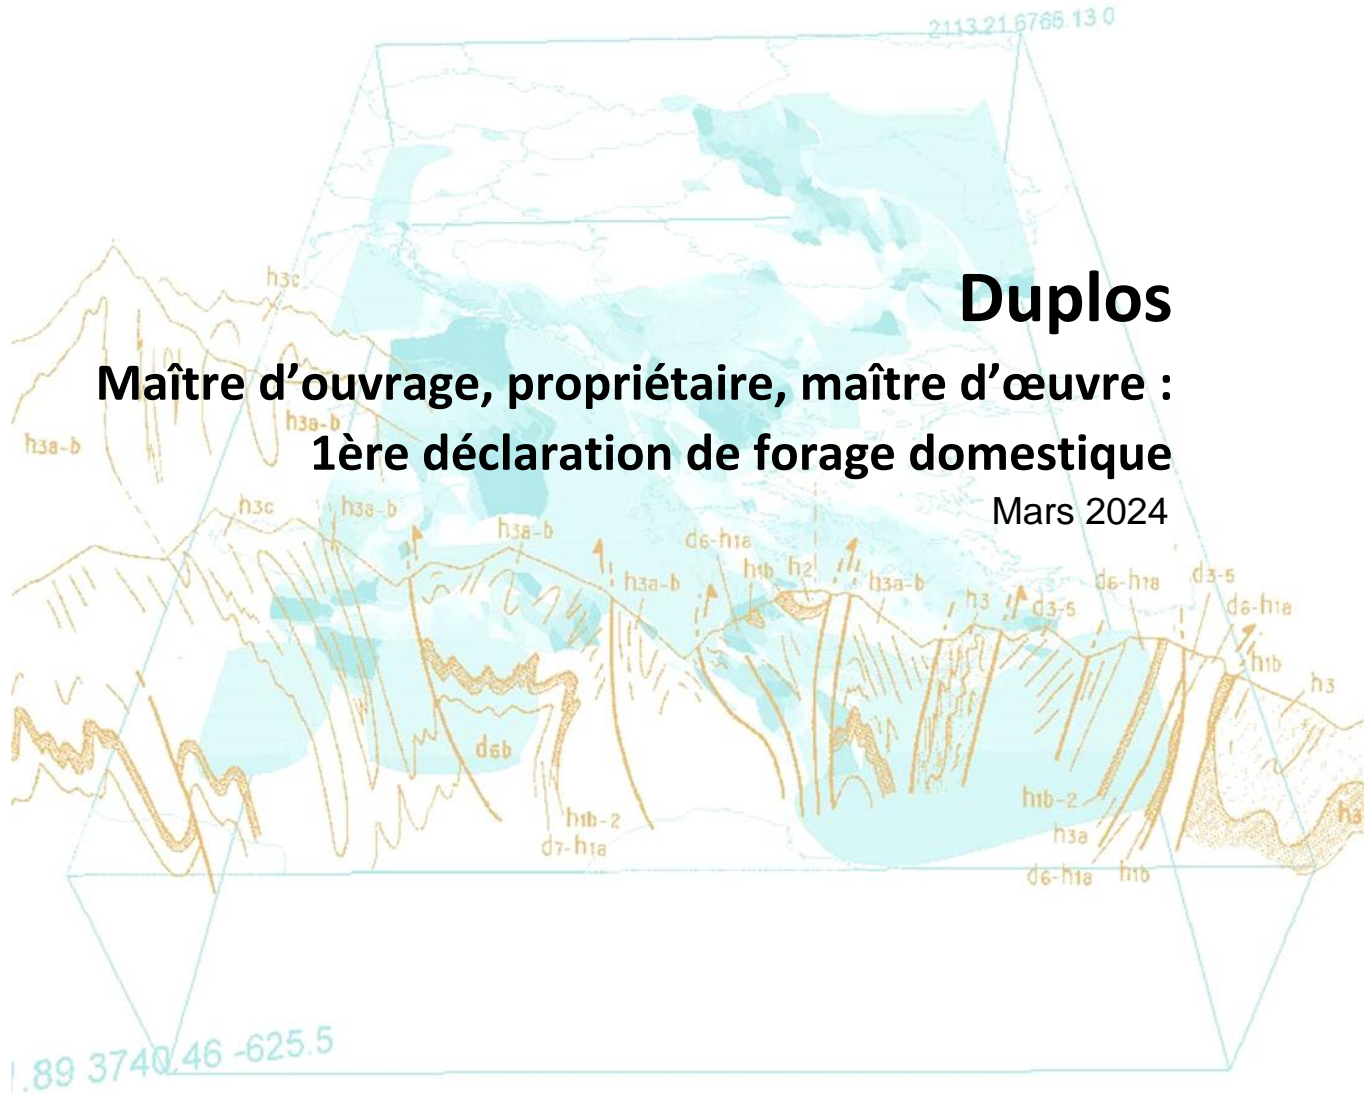 2113.21 6766.13 0
Duplos
Maître d’ouvrage, propriétaire, maître d’œuvre :
1ère déclaration de forage domestique
Mars 2024
h3c
h3a-b
h3a-b
h3c
h3a-b
h3a-b
d6-h1a
h1b
h2
h3a-b
h3a-b
h3
d3-5
d6-h1a
d3-5
d6-h1a
h1b
h3
d6b
h1b-2
d7-h1a
h1b-2
h3a
d6-h1a
h1b
h3
.89 3740.46 -625.5